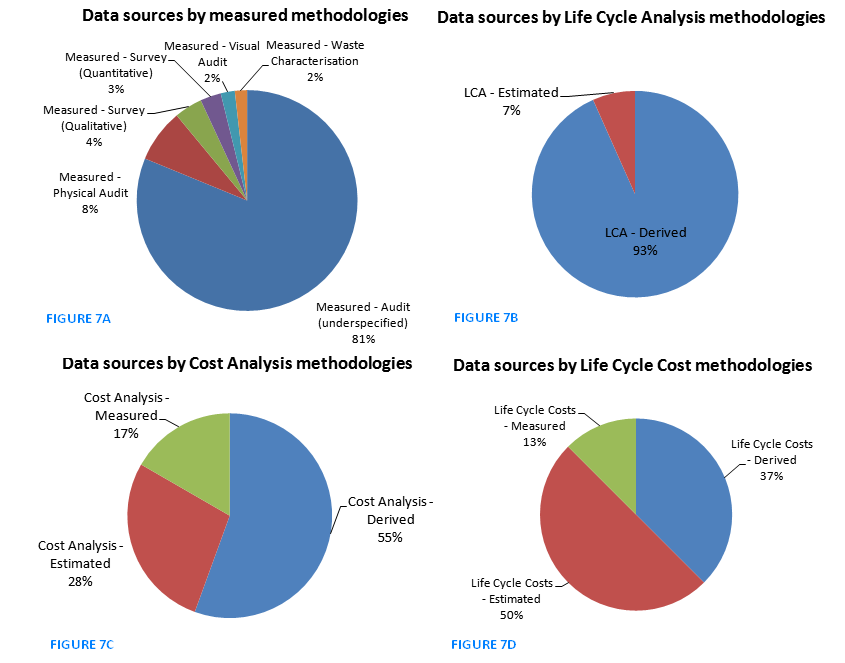 Data sources by measured methodologies
Measured - Survey
(Quantitative)
3%
Measured - Visual
Audit
2%
Measured - Waste
Characterisation
2%
Measured - Survey
(Qualitative)
4%
Measured -
Physical Audit
8%
Measured - Audit
(underspecified)
81%
FIGURE 7A
Data sources by Life Cycle Analysis methodologies
LCA - Estimated
7%
LCA - Derived
93%
FIGURE 7B
Data sources by Cost Analysis methodologies
Cost Analysis -
Measured
17%
Cost Analysis -
Derived
55%
Cost Analysis -
Estimated
28%
FIGURE 7C
Data sources by Life Cycle Cost methodologies
Life Cycle Costs
- Measured
13%
Life Cycle Costs
- Derived
37%
Life Cycle Costs
- Estimated
50%
FIGURE 7D